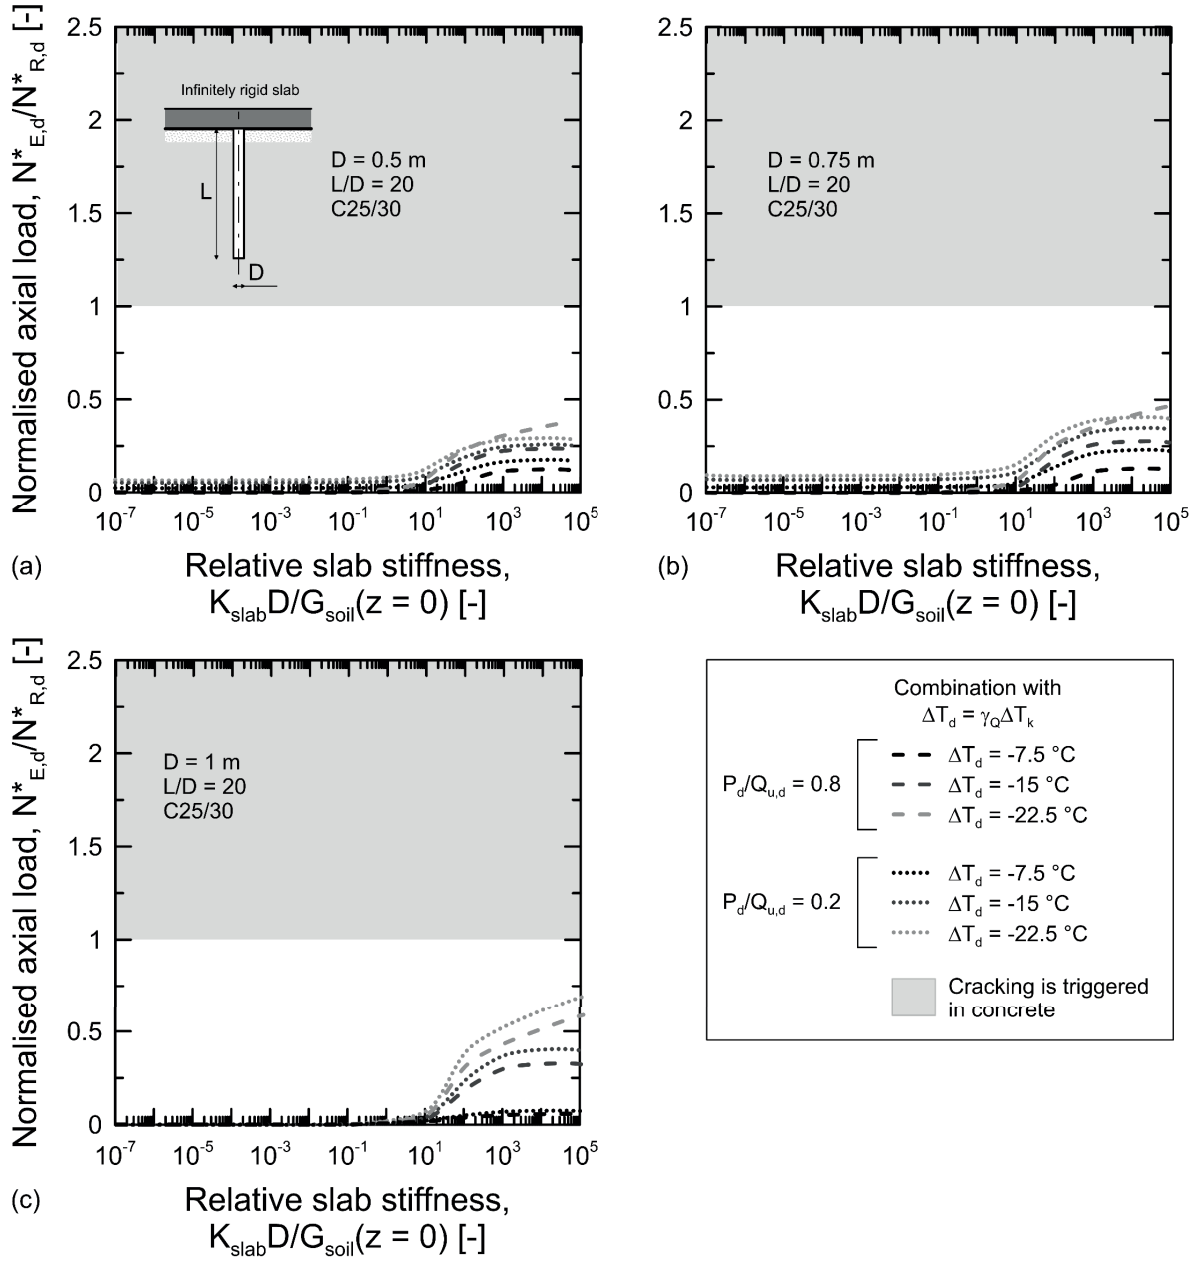 Normalised axial load, N*E,d/N*R,d [-]
2.5
2
1.5
1
0.5
0
Infinitely rigid slab
L
D
D = 0.5 m
L/D = 20
C25/30
10-7 10-5 10-3 10-1 101 103 105
(a)
Relative slab stiffness,
KslabD/Gsoil(z = 0) [-]
2.5
2
1.5
1
0.5
0
D = 0.75 m
L/D = 20
C25/30
10-7 10-5 10-3 10-1 101 103 105
(b)
Relative slab stiffness,
KslabD/Gsoil(z = 0) [-]
Normalised axial load, N*E,d/N*R,d [-]
2.5
2
1.5
1
0.5
0
D = 1 m
L/D = 20
C25/30
10-7 10-5 10-3 10-1 101 103 105
(c)
Relative slab stiffness,
KslabD/Gsoil(z = 0) [-]
Combination with
ΔTd = γQΔTk
Pd/Qu,d = 0.8
ΔTd = -7.5 °C
ΔTd = -15 °C
ΔTd = -22.5 °C
Pd/Qu,d = 0.2
ΔTd = -7.5 °C
ΔTd = -15 °C
ΔTd = -22.5 °C
Cracking is triggered
in concrete